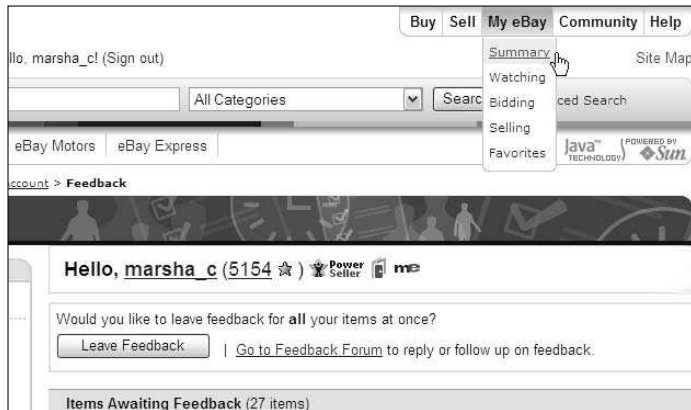 Buy Sell My eBay Community Help
llo, marsha_c! (Sign out)
Summary
Site Map
Watching
All Categories
Searc
Bidding
ced Search
Selling
eBay Motors eBay Express
Favorites
Java™ TECHNOLOGY
POWERED BY Sun
Account > Feedback
Hello, marsha_c (5154 ) Power Seller me
Would you like to leave feedback for all your items at once?
Leave Feedback | Go to Feedback Forum to reply or follow up on feedback.
Items Awaiting Feedback (27 items)